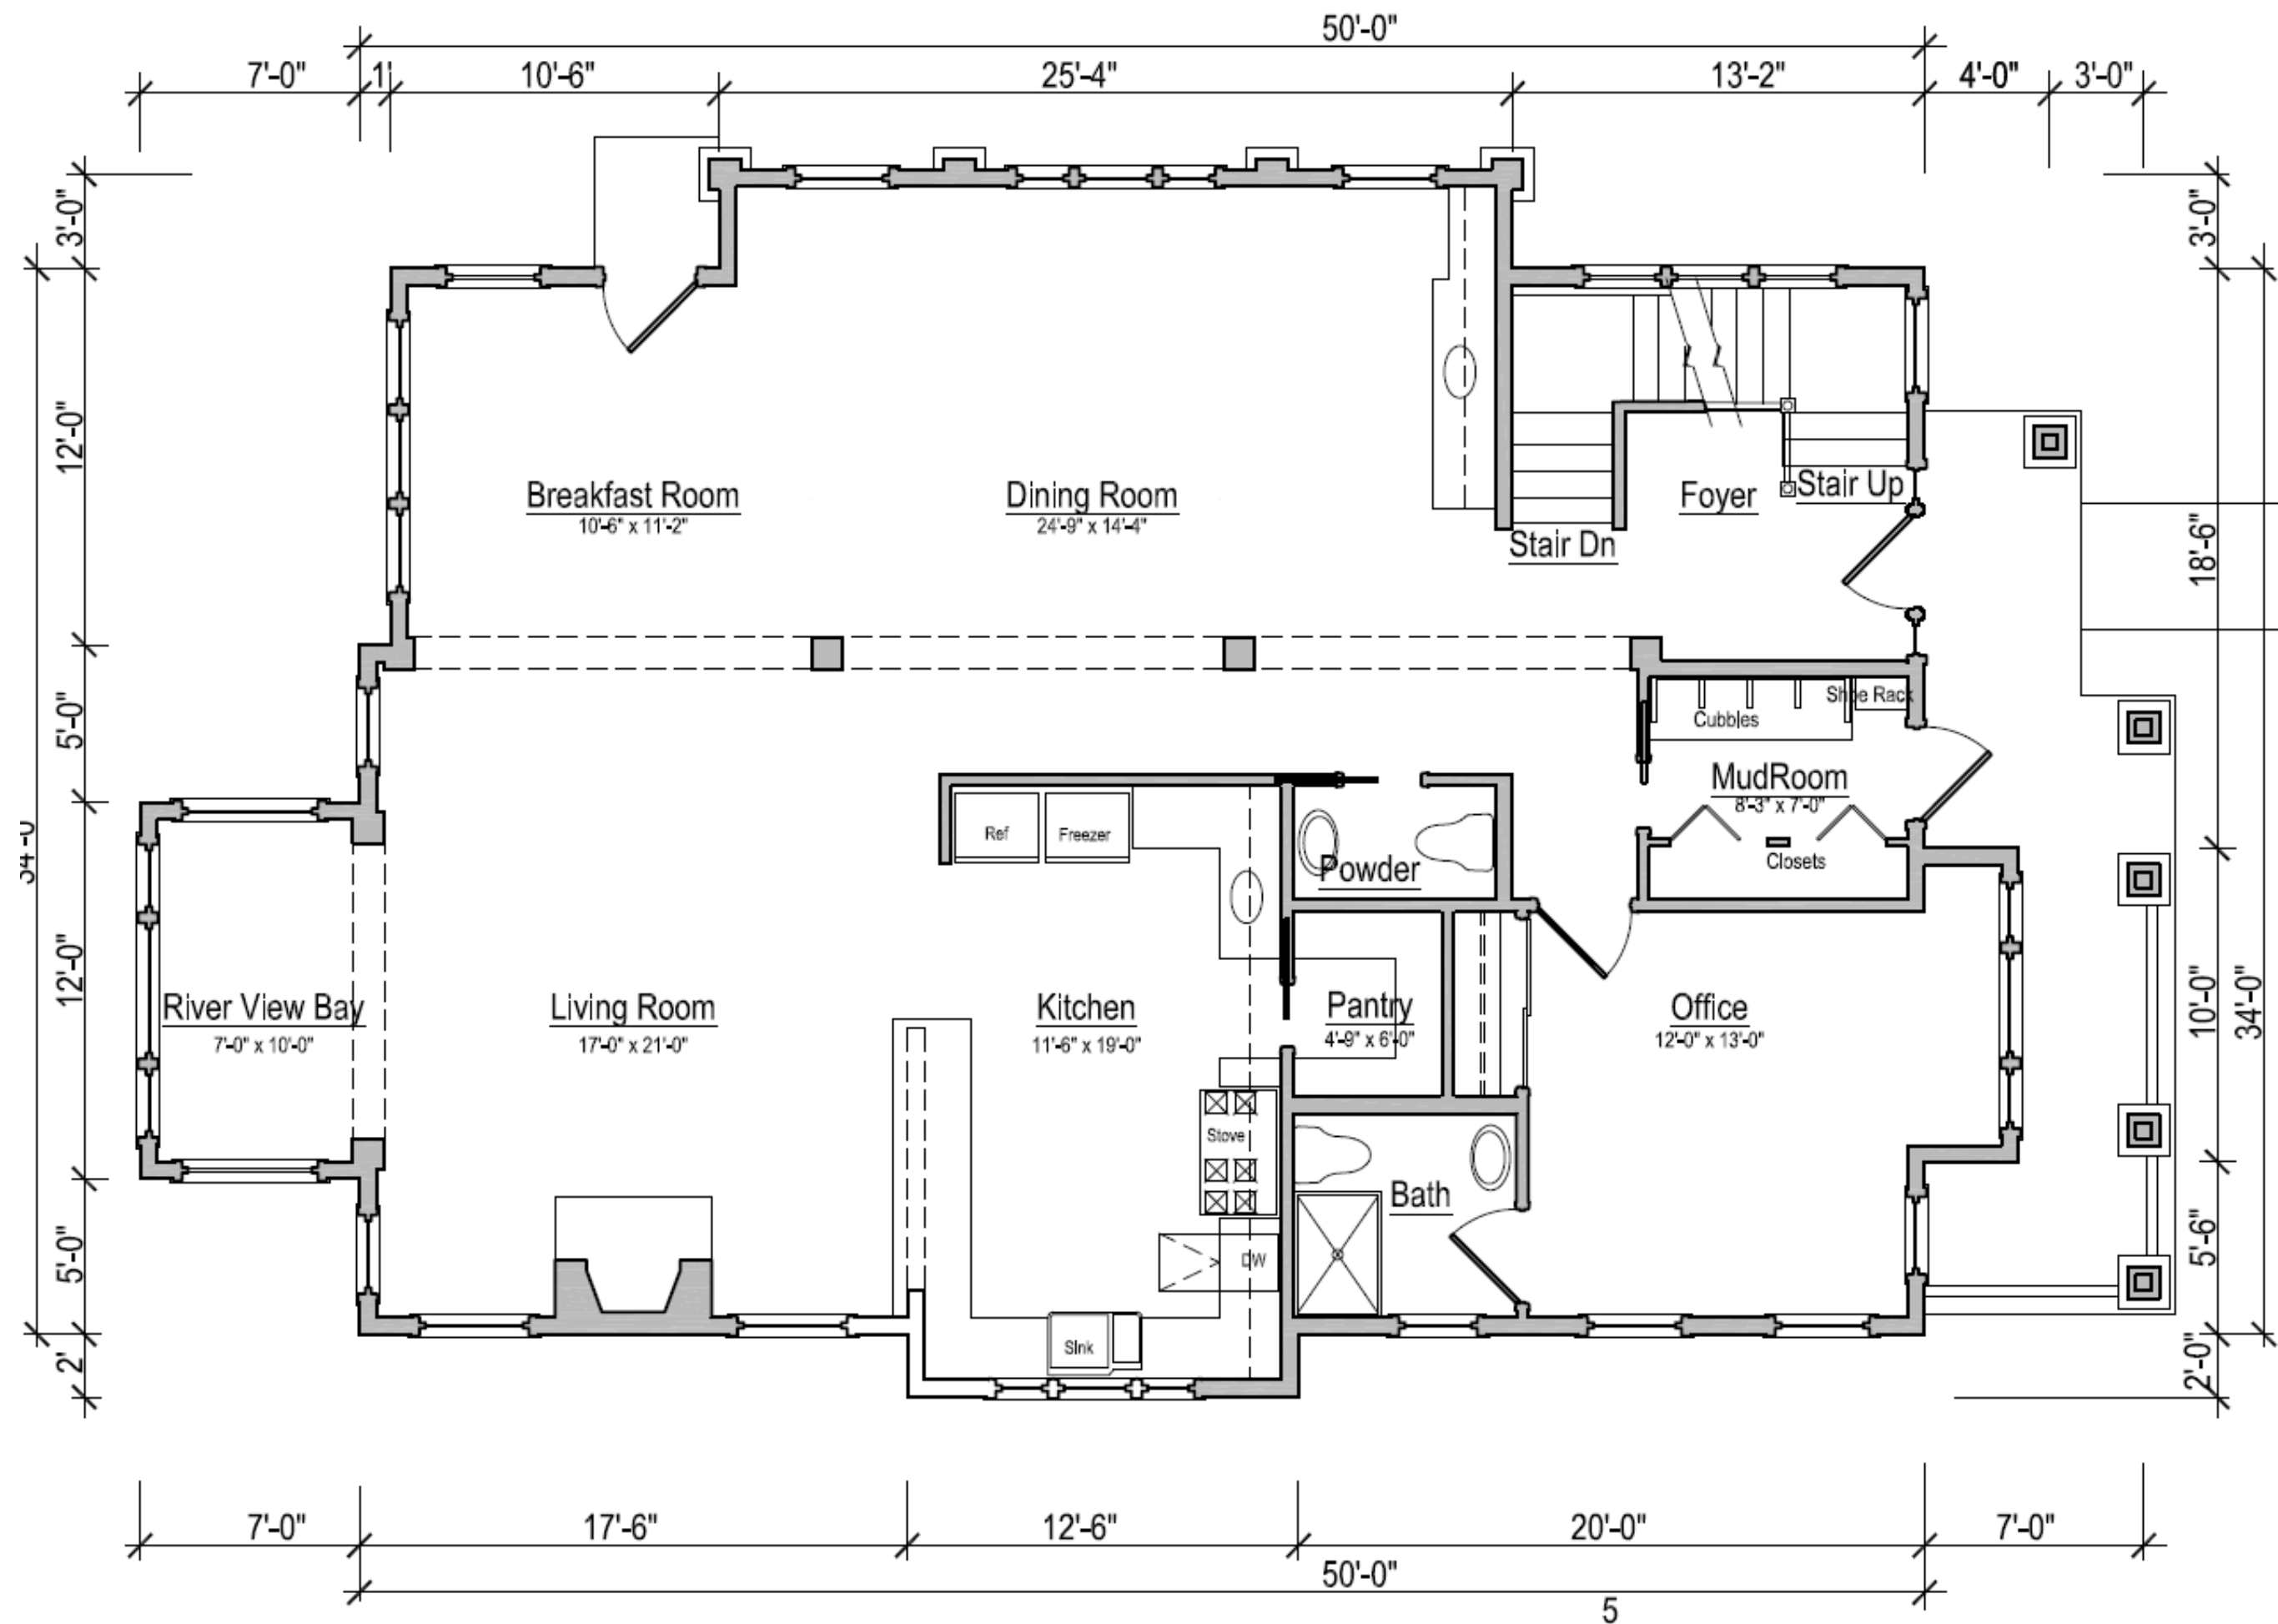 50'-0"
7'-0"
1'
10'-6"
25'-4"
13'-2"
4'-0"
3'-0"
3'-0"
3'-0"
12'-0"
Breakfast Room
10'-6" x 11'-2"
Dining Room
24'-9" x 14'-4"
Foyer
Stair Up
Stair Dn
18'-6"
5'-0"
Cubbles
Shoe Rack
MudRoom
8'-3" x 7'-0"
Closets
Ref
Freezer
Powder
34'-0
12'-0"
River View Bay
7'-0" x 10'-0"
Living Room
17'-0" x 21'-0"
Kitchen
11'-6" x 19'-0"
Pantry
4'-9" x 6'-0"
Office
12'-0" x 13'-0"
10'-0"
34'-0"
Stove
Bath
5'-0"
DW
5'-6"
Sink
2'
2'-0"
7'-0"
17'-6"
12'-6"
20'-0"
7'-0"
50'-0"
5